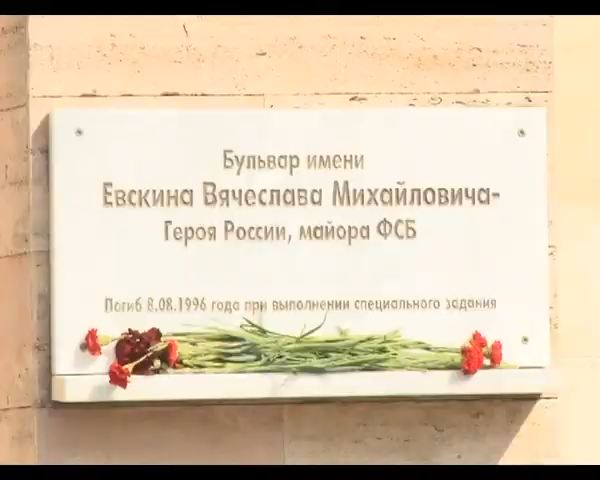 Бульвар имени
Евскина Вячеслава Михайловича-
Героя России, майора ФСБ
Погиб 8.08.1996 года при выполнении специального задания